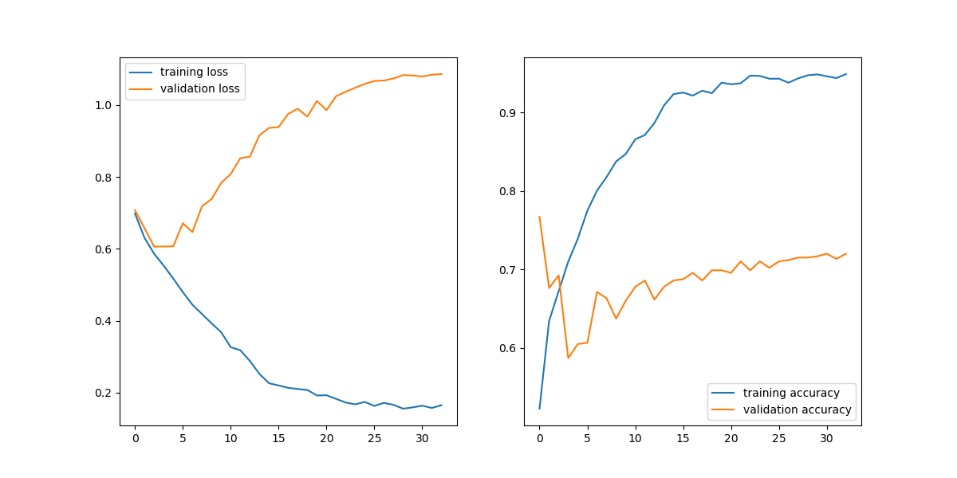 training loss
validation loss
1.0
0.8
0.6
0.4
0.2
0 5 10 15 20 25 30
0.9
0.8
0.7
0.6
training accuracy
validation accuracy
0 5 10 15 20 25 30